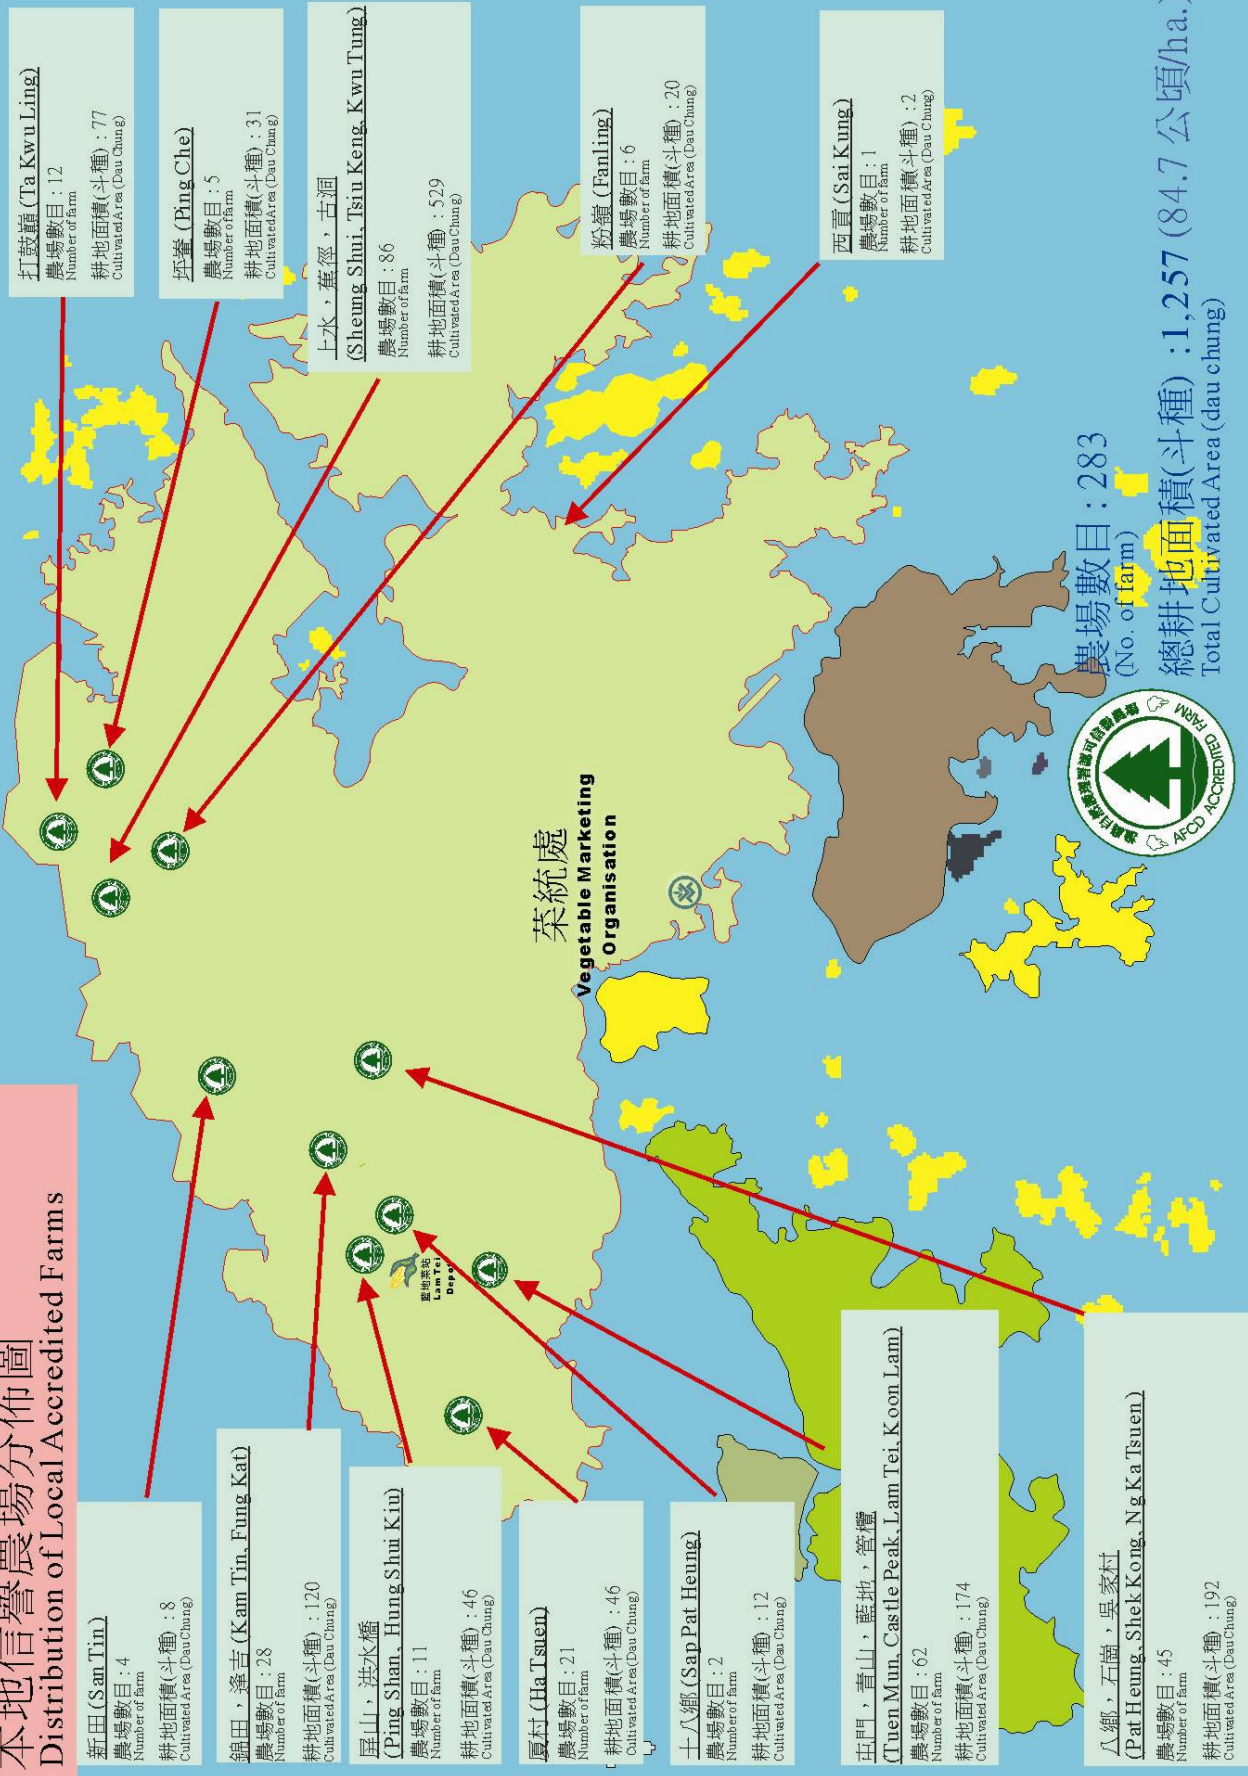 本地信譽農場分佈圖
Distribution of Local Accredited Farms
新田 (San Tin)
農場數目 : 4
Number of farm
耕地面積(斗種) : 8
Cultivated Area (Dau Chung)
錦田，逢吉 (Kam Tin, Fung Kat)
農場數目 : 28
Number of farm
耕地面積(斗種) : 120
Cultivated Area (Dau Chung)
屏山，洪水橋
(Ping Shan, Hung Shui Kiu)
農場數目 : 11
Number of farm
耕地面積(斗種) : 46
Cultivated Area (Dau Chung)
廈村 (Ha Tsuen)
農場數目 : 21
Number of farm
耕地面積(斗種) : 46
Cultivated Area (Dau Chung)
十八鄉 (Sap Pat Heung)
農場數目 : 2
Number of farm
耕地面積(斗種) : 12
Cultivated Area (Dau Chung)
屯門，青山，藍地，管欖
(Tuen Mun, Castle Peak, Lam Tei, Koon Lam)
農場數目 : 62
Number of farm
耕地面積(斗種) : 174
Cultivated Area (Dau Chung)
八鄉，石崗，吳家村
(Pat Heung, Shek Kong, Ng Ka Tsuen)
農場數目 : 45
Number of farm
耕地面積(斗種) : 192
Cultivated Area (Dau Chung)
藍地菜站
Lam Tei
Depot
菜統處
Vegetable Marketing
Organisation
打鼓嶺 (Ta Kwu Ling)
農場數目 : 12
Number of farm
耕地面積(斗種) : 77
Cultivated Area (Dau Chung)
坪輋 (Ping Che)
農場數目 : 5
Number of farm
耕地面積(斗種) : 31
Cultivated Area (Dau Chung)
上水，蕉徑，古洞
(Sheung Shui, Tsiu Keng, Kwu Tung)
農場數目 : 86
Number of farm
耕地面積(斗種) : 529
Cultivated Area (Dau Chung)
粉嶺 (Fanling)
農場數目 : 6
Number of farm
耕地面積(斗種) : 20
Cultivated Area (Dau Chung)
西貢 (Sai Kung)
農場數目 : 1
Number of farm
耕地面積(斗種) : 2
Cultivated Area (Dau Chung)
AFCD ACCREDITED FARM
農場數目 : 283
(No. of farm)
總耕地面積(斗種) :1,257 (84.7 公頃/ha.)
Total Cultivated Area (dau chung)